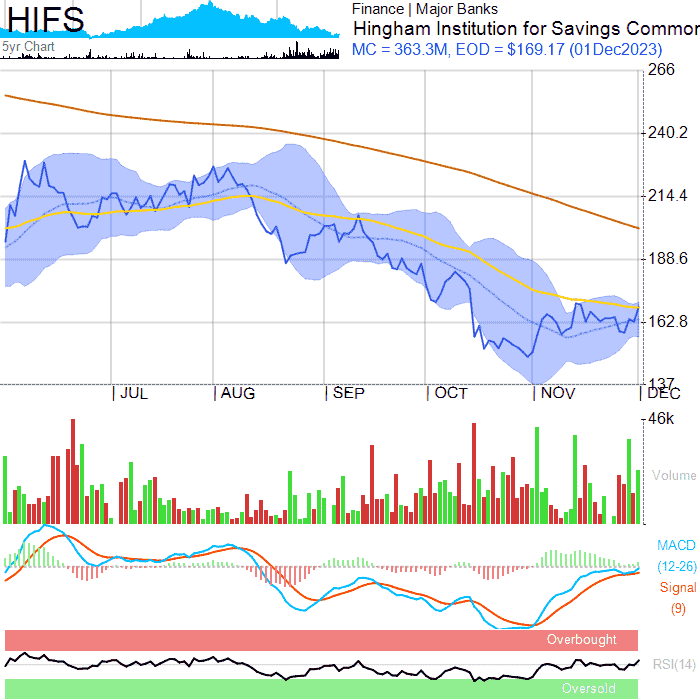 HIFS
5yr Chart
Finance | Major Banks
Hingham Institution for Savings Common
MC = 363.3M, EOD = $169.17 (01Dec2023)
266
240.2
214.4
188.6
162.8
137
JUL AUG SEP OCT NOV DEC
46k
Volume
MACD
(12-26)
Signal
(9)
Overbought
RSI(14)
Oversold